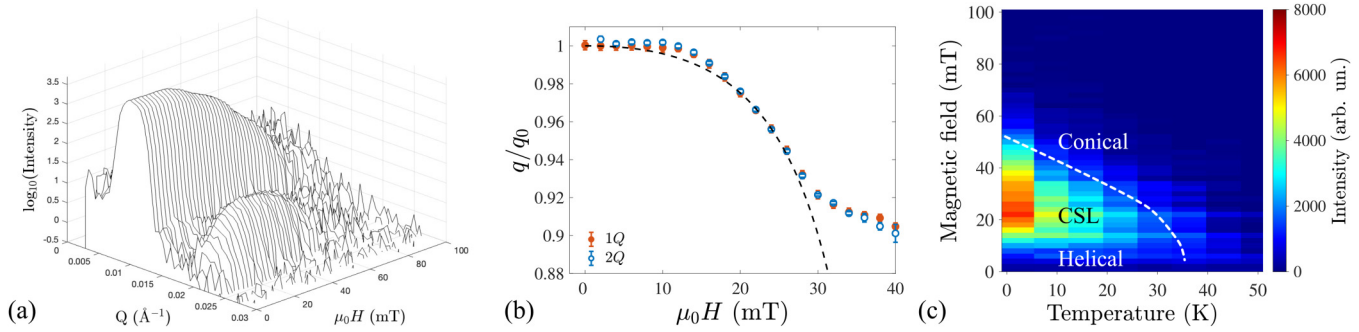 (a)
log₁₀(Intensity)
3.5
3
2.5
2
1.5
1
0.5
0
-0.5
0.005
0.01
0.015
0.02
0.025
0.03
Q (Å⁻¹)
0
20
40
60
80
100
μ₀H (mT)
(b)
q/q₀
1
0.98
0.96
0.94
0.92
0.9
0.88
1Q
2Q
0 10 20 30 40
μ₀H (mT)
(c)
Magnetic field (mT)
100
80
60
40
20
0
Conical
CSL
Helical
0 10 20 30 40 50
Temperature (K)
8000
6000
4000
2000
0
Intensity (arb. un.)